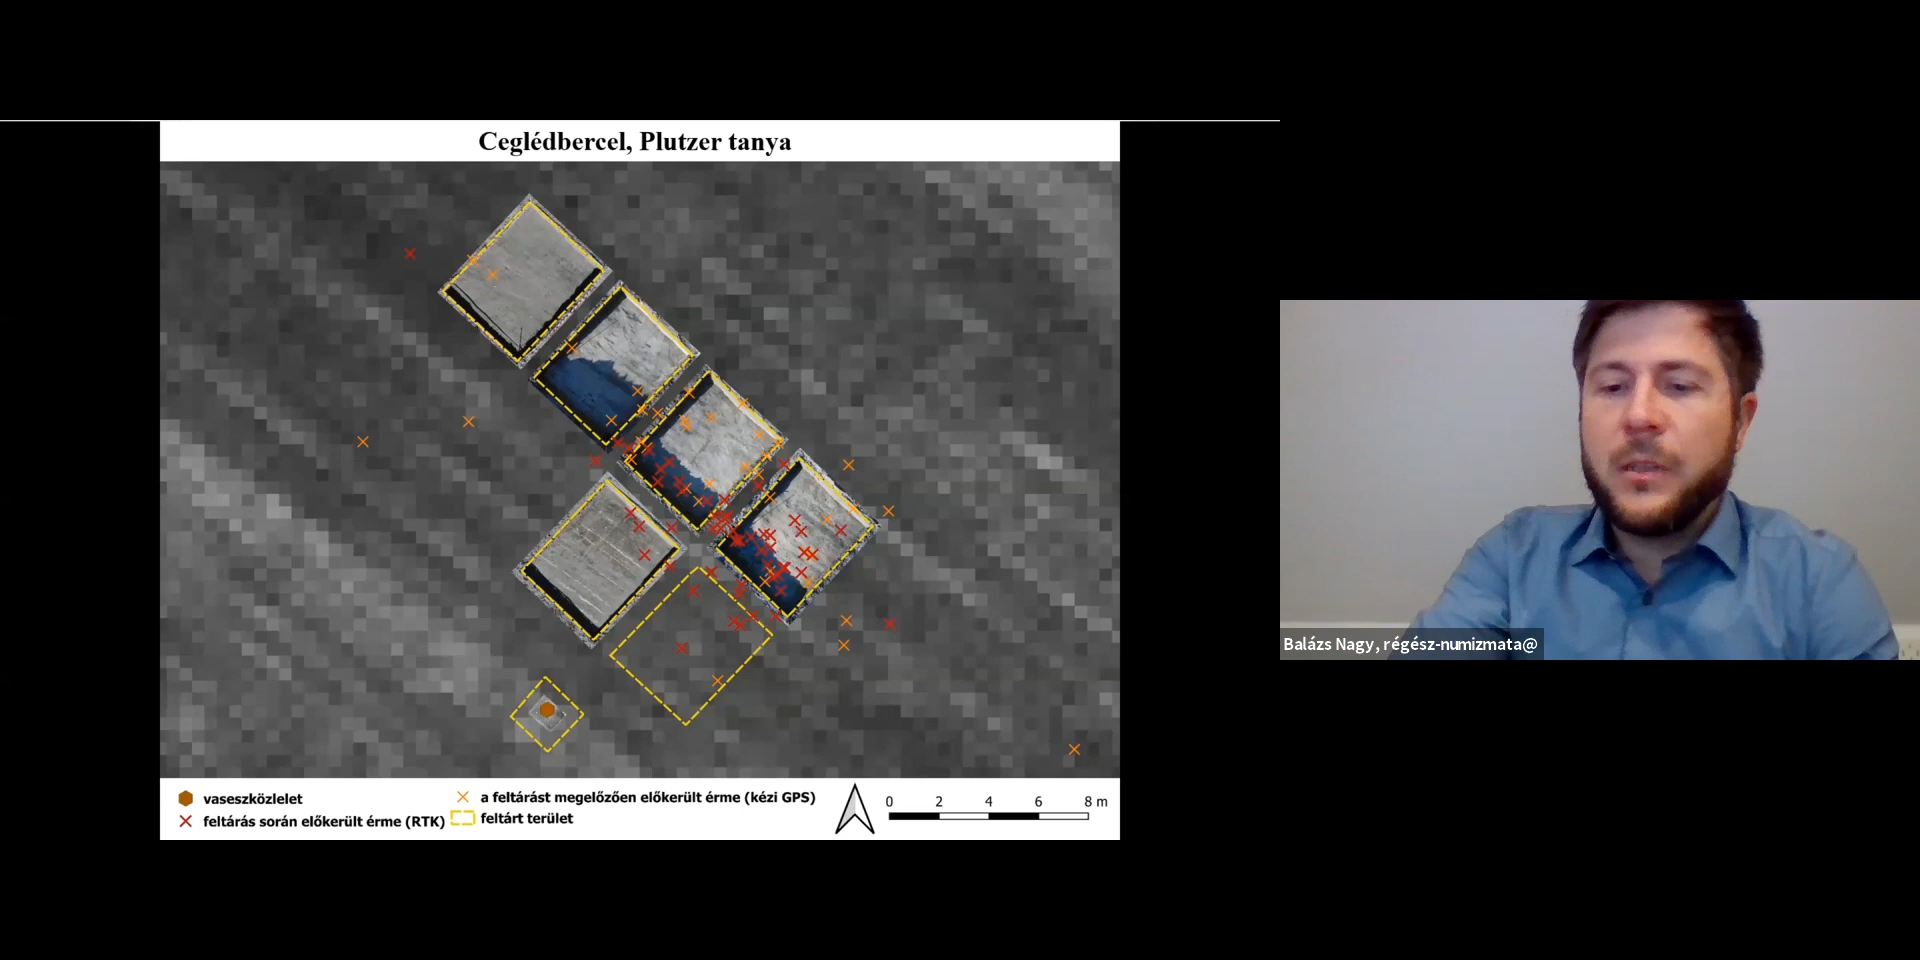 Ceglédbercel, Plutzer tanya
vaseszközlelet
feltárás során előkerült érme (RTK)
a feltárást megelőzően előkerült érme (kézi GPS)
feltárt terület
0 2 4 6 8 m
Balázs Nagy, régész-numizmata@